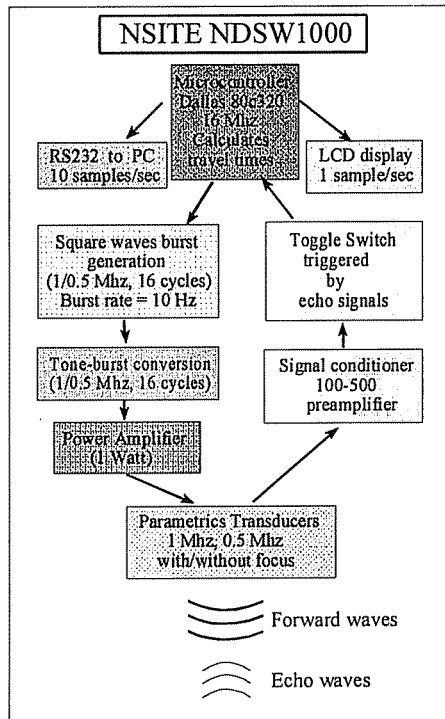 NSITE NDSW1000
Microcontroller
Dallas 80c320
16 Mhz
Calculates
travel times
RS232 to PC
10 samples/sec
LCD display
1 sample/sec
Square waves burst
generation
(1/0.5 Mhz, 16 cycles)
Burst rate = 10 Hz
Toggle Switch
triggered
by
echo signals
Tone-burst conversion
(1/0.5 Mhz, 16 cycles)
Signal conditioner
100-500
preamplifier
Power Amplifier
(1 Watt)
Parametrics Transducers
1 Mhz, 0.5 Mhz
with/without focus
Forward waves
Echo waves